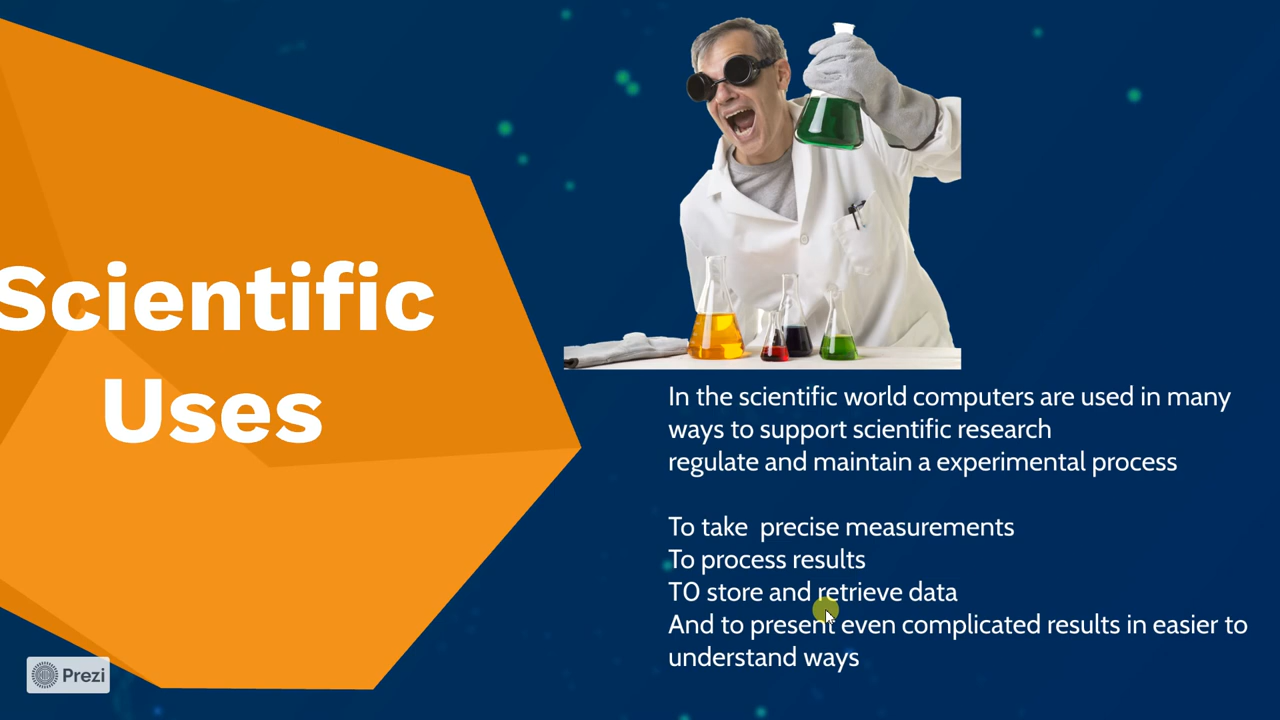 Scientific
Uses
In the scientific world computers are used in many
ways to support scientific research
regulate and maintain a experimental process
To take  precise measurements
To process results
TO store and retrieve data
And to present even complicated results in easier to
understand ways
Prezi